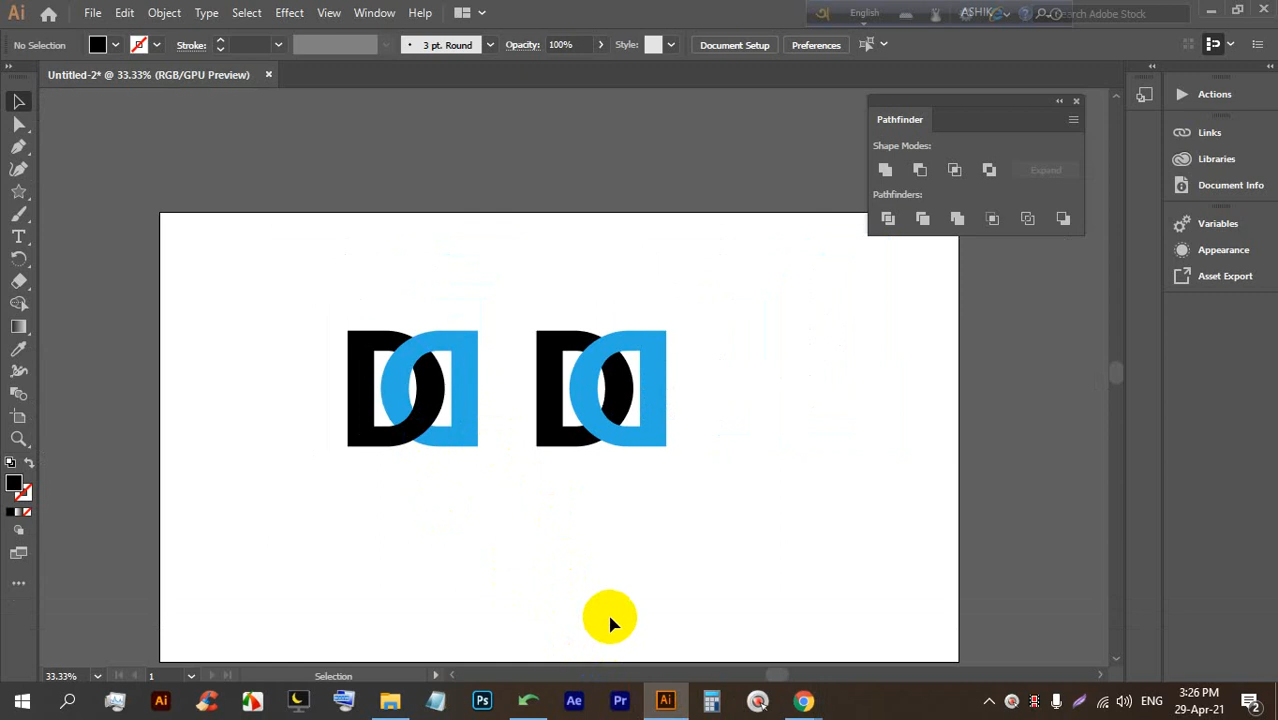 Ai File Edit Object Type Select Effect View Window Help English ASHIK Search Adobe Stock
No Selection Stroke: 3 pt. Round Opacity: 100% Style: Document Setup Preferences
Untitled-2* @ 33.33% (RGB/GPU Preview)
Pathfinder
Shape Modes:
Expand
Pathfinders:
Actions
Links
Libraries
Document Info
Variables
Appearance
Asset Export
D D D D
33.33% 1 Selection
Ai Ps Ae Pr Ai ENG 3:26 PM
29-Apr-21 2